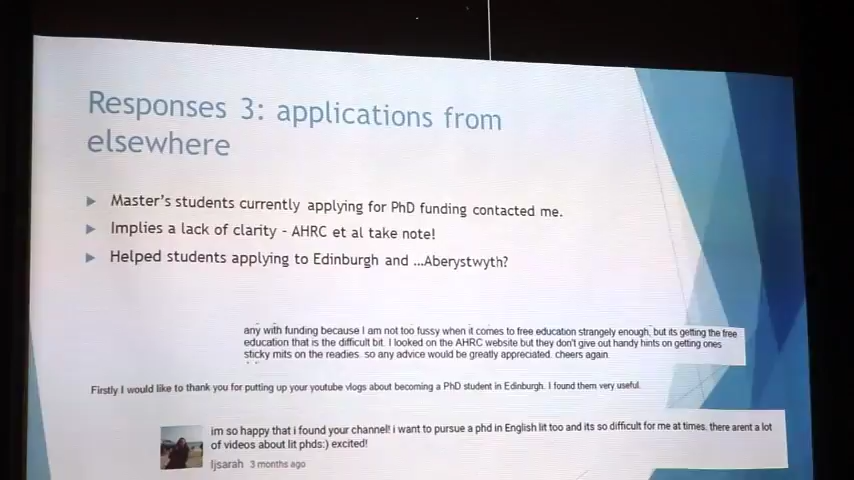 Responses 3: applications from
elsewhere
Master's students currently applying for PhD funding contacted me.
Implies a lack of clarity - AHRC et al take note!
Helped students applying to Edinburgh and ...Aberystwyth?
any with funding because I am not too fussy when it comes to free education strangely enough, but its getting the free
education that is the difficult bit. I looked on the AHRC website but they don't give out handy hints on getting ones
sticky mits on the readies. so any advice would be greatly appreciated. cheers again.
Firstly I would like to thank you for putting up your youtube vlogs about becoming a PhD student in Edinburgh. I found them very useful.
im so happy that i found your channel! i want to pursue a phd in English lit too and its so difficult for me at times. there arent a lot
of videos about lit phds:) excited!
ljsarah 3 months ago